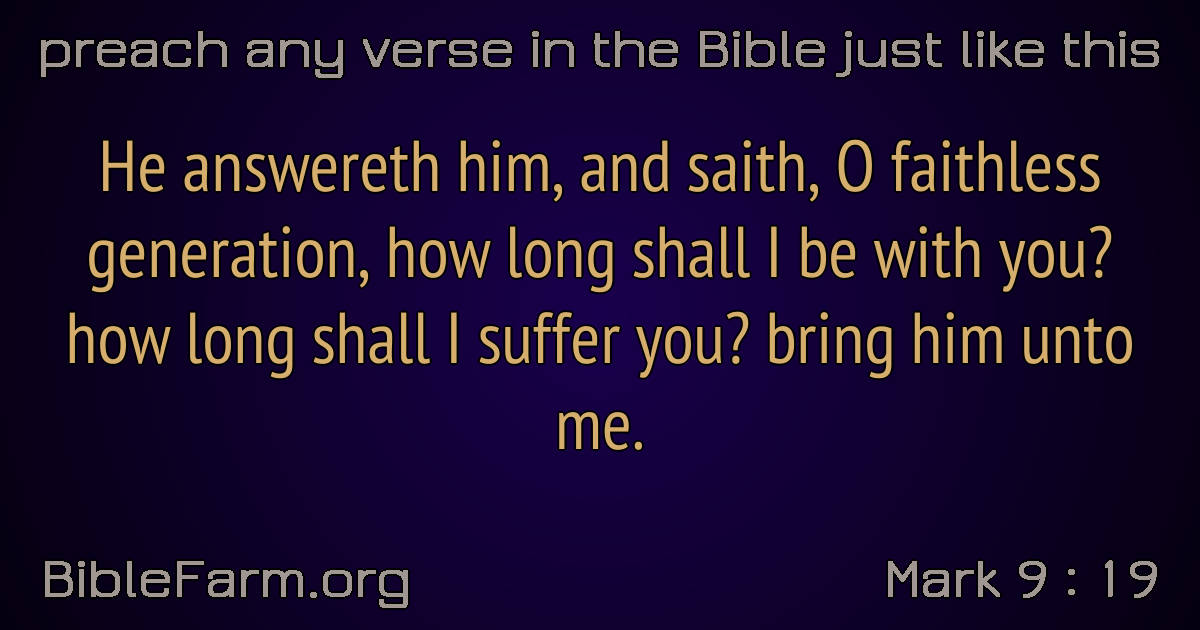 preach any verse in the Bible just like this
He answereth him, and saith, O faithless
generation, how long shall I be with you?
how long shall I suffer you? bring him unto
me.
BibleFarm.org
Mark 9 : 19